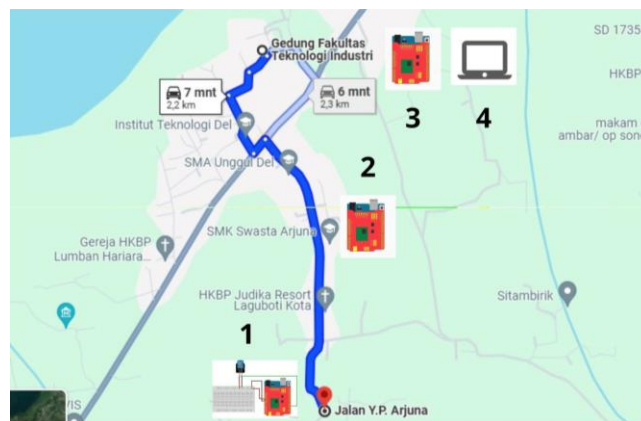 Gedung Fakultas
Teknologi Industri
3
4
SD 1735
HKBP
7 mnt
2,2 km
6 mnt
2,3 km
makam
ambar/ op song
Institut Teknologi Del
SMA Unggul Del
2
SMK Swasta Arjuna
Gereja HKBP
Lumban Hariara...
HKBP Judika Resort
Laguboti Kota
Sitambirik
1
Jalan Y.P. Arjuna
/IS